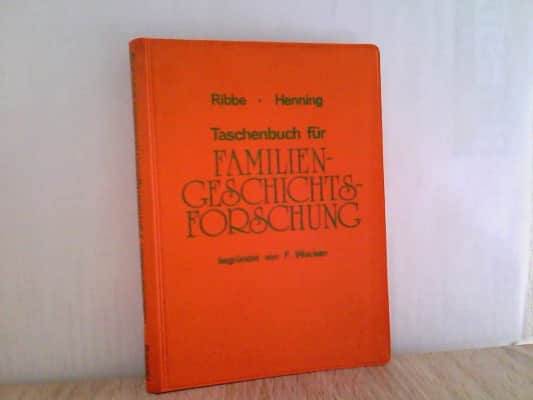 Ribbe · Henning
Taschenbuch für
FAMILIEN-
GESCHICHTS-
FORSCHUNG
begründet von F. Wecken